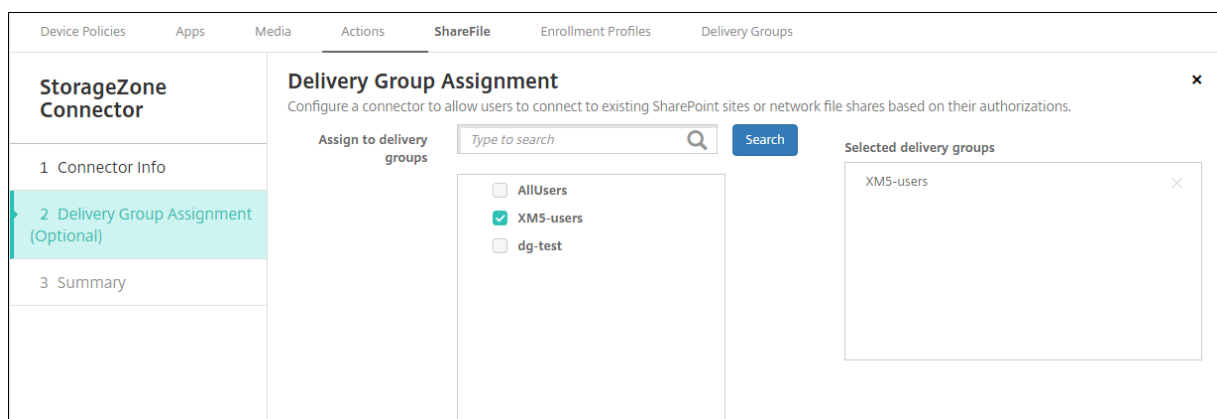 Device Policies Apps Media Actions ShareFile Enrollment Profiles Delivery Groups
StorageZone
Connector
1 Connector Info
2 Delivery Group Assignment
(Optional)
3 Summary
Delivery Group Assignment
Configure a connector to allow users to connect to existing SharePoint sites or network file shares based on their authorizations.
Assign to delivery
groups
Type to search
Search
AllUsers
XM5-users
dg-test
Selected delivery groups
XM5-users